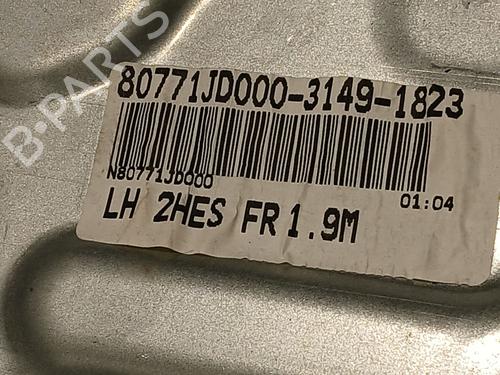 B-PARTS
80771JD000-3149-1823
N80771JD000
01:04
LH 2HES FR 1.9M